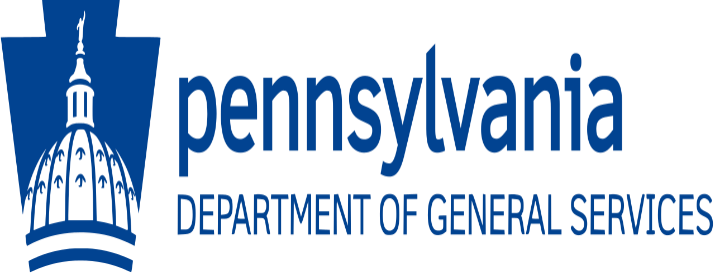 pennsylvania
DEPARTMENT OF GENERAL SERVICES